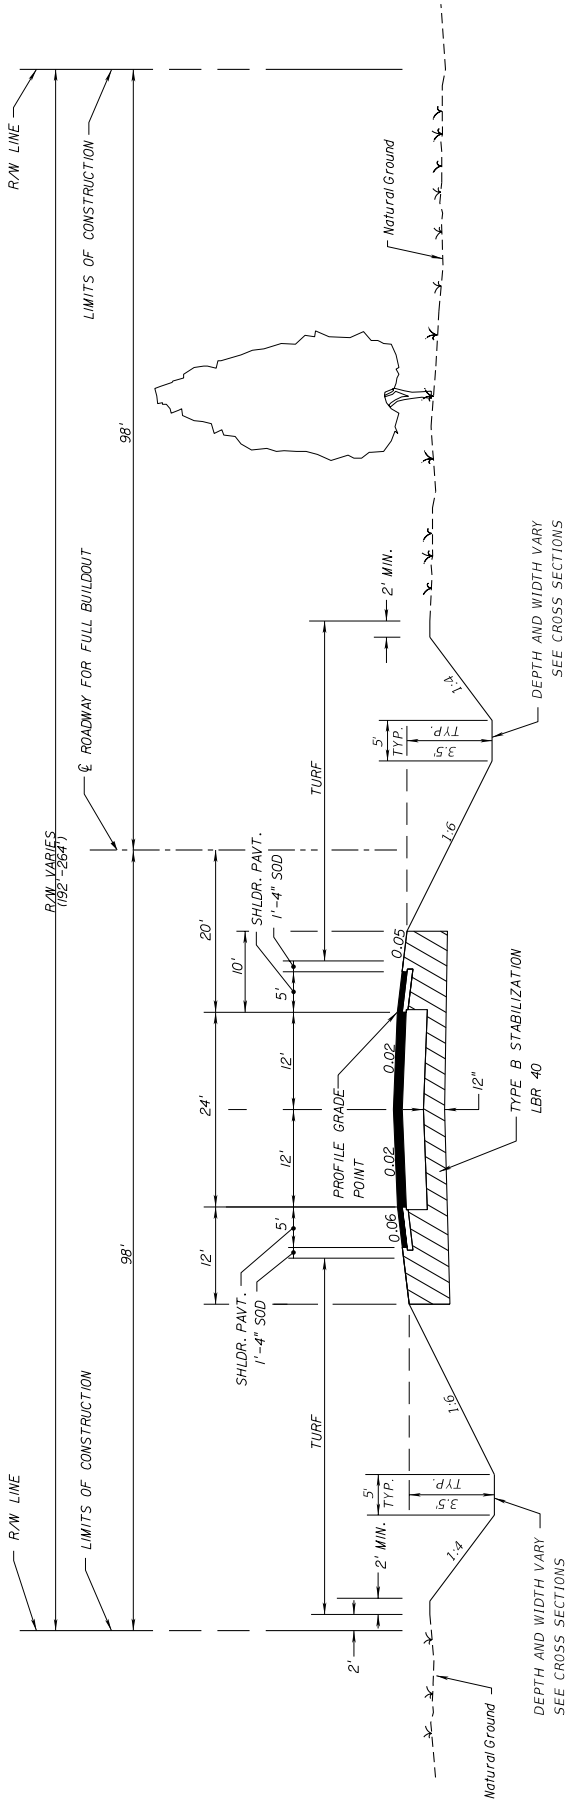 R/W LINE
R/W LINE
R/W VARIES
(192'-264')
LIMITS OF CONSTRUCTION
℄ ROADWAY FOR FULL BUILDOUT
LIMITS OF CONSTRUCTION
98'
98'
12'
24'
20'
10'
SHLDR. PAVT.
1'-4" SOD
5'
12'
12'
5'
SHLDR. PAVT.
1'-4" SOD
TURF
TURF
2'
2' MIN.
5'
TYP.
3.5'
TYP.
PROFILE GRADE
POINT
5'
TYP.
3.5'
TYP.
2' MIN.
Natural Ground
0.06
0.02
0.02
0.05
1:4
1:6
1:6
1:4
12"
TYPE B STABILIZATION
LBR 40
Natural Ground
DEPTH AND WIDTH VARY
SEE CROSS SECTIONS
DEPTH AND WIDTH VARY
SEE CROSS SECTIONS